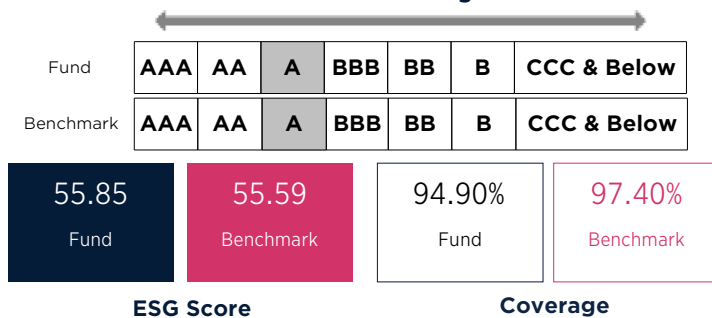 Fund AAA AA A BBB BB B CCC & Below
Benchmark AAA AA A BBB BB B CCC & Below
55.85 55.59 94.90% 97.40%
Fund Benchmark Fund Benchmark
ESG Score Coverage